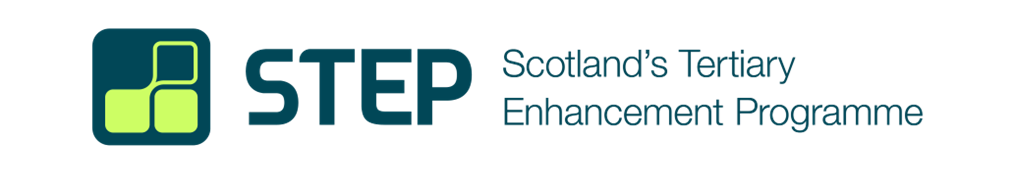 STEP
Scotland's Tertiary
Enhancement Programme